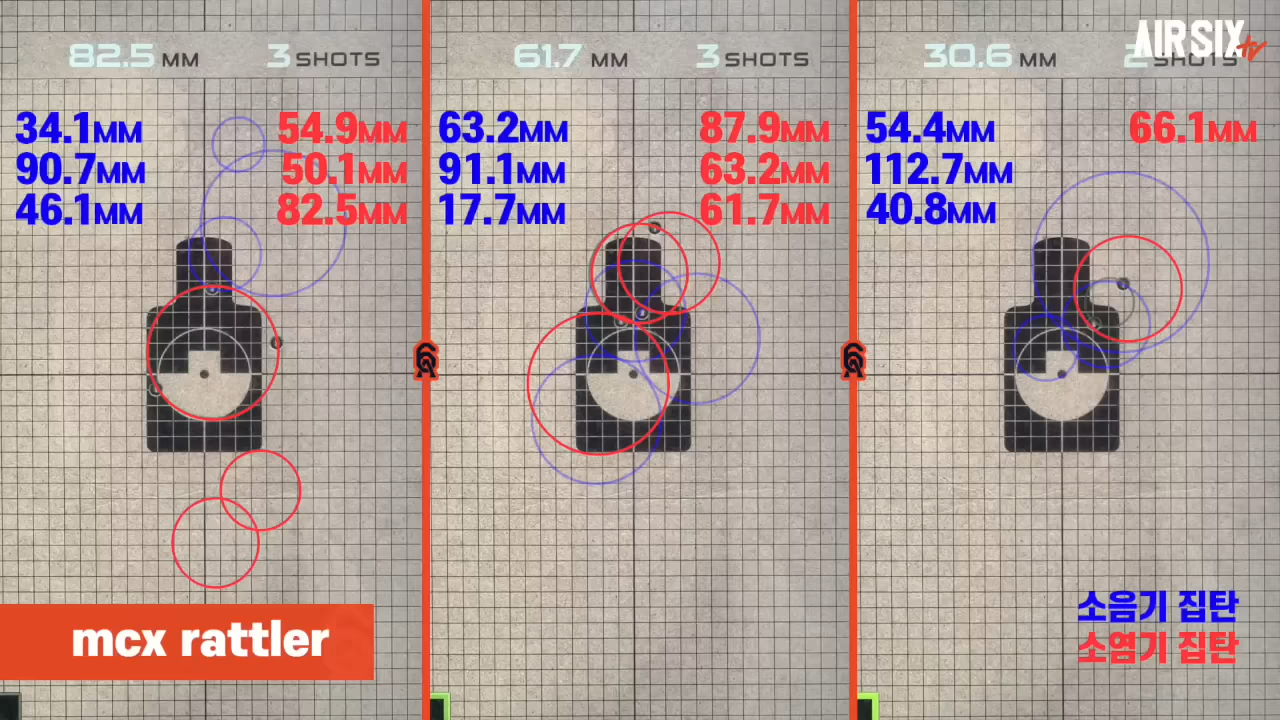 82.5 MM 3 SHOTS
34.1MM 54.9MM
90.7MM 50.1MM
46.1MM 82.5MM
61.7 MM 3 SHOTS
63.2MM 87.9MM
91.1MM 63.2MM
17.7MM 61.7MM
AIRSIX tv
30.6 MM 2 SHOTS
54.4MM 66.1MM
112.7MM
40.8MM
mcx rattler
소음기 집탄
소염기 집탄